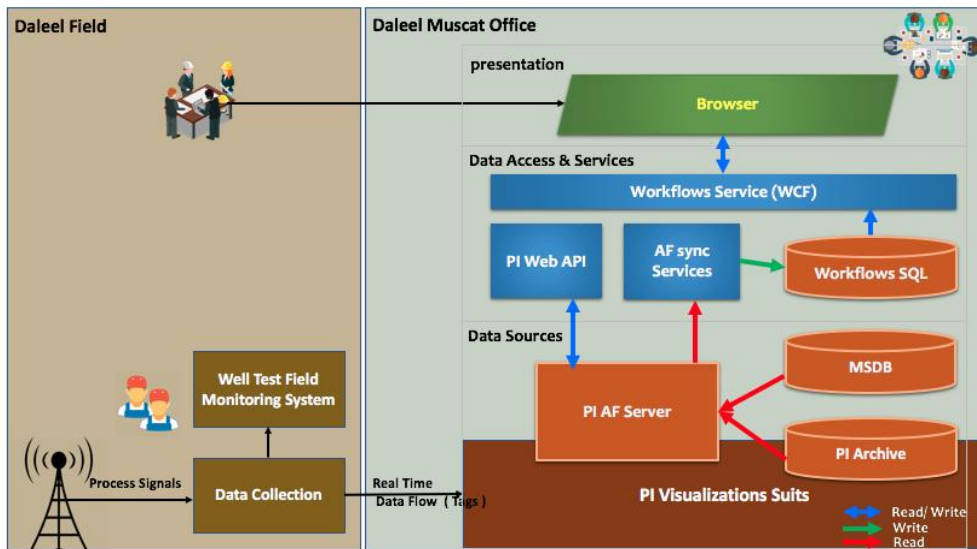 Daleel Field
Daleel Muscat Office
presentation
Browser
Data Access & Services
Workflows Service (WCF)
PI Web API
AF sync
Services
Workflows SQL
Data Sources
Well Test Field
Monitoring System
MSDB
PI AF Server
PI Archive
Process Signals
Data Collection
Real Time
Data Flow ( Tags )
PI Visualizations Suits
Read/ Write
Write
Read